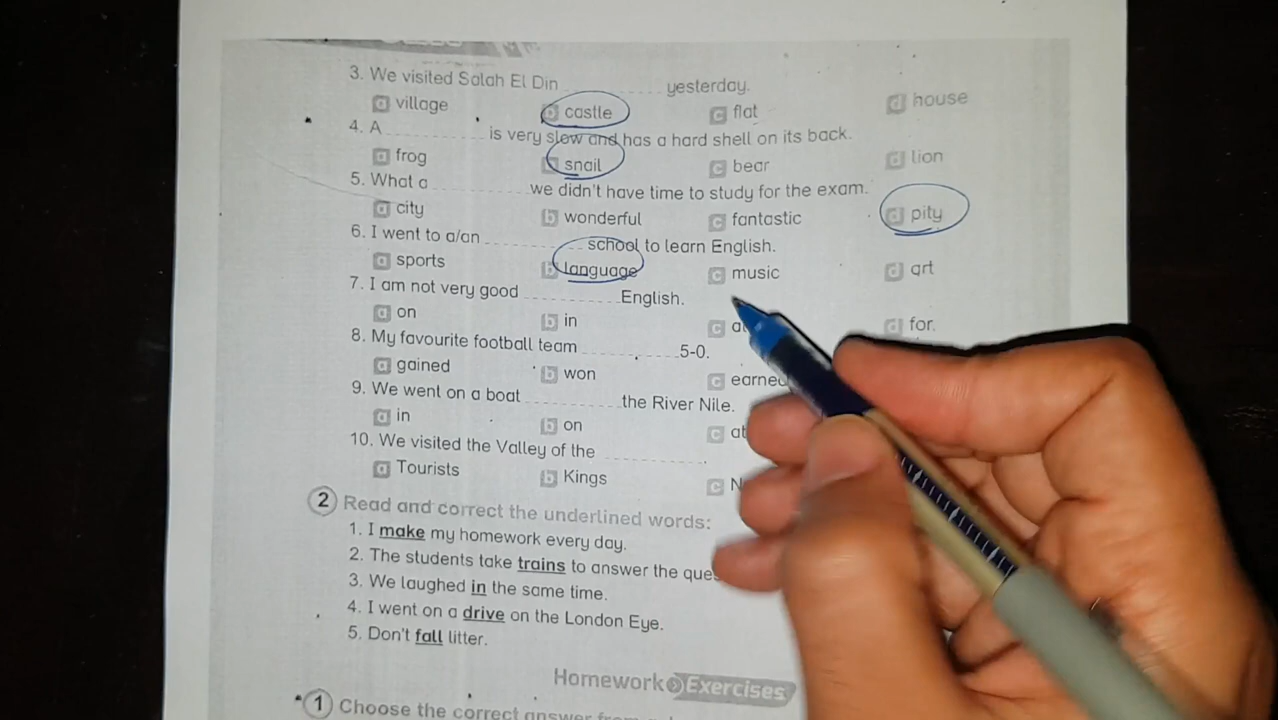 3. We visited Salah El Din ............ yesterday.
a village b castle c flat d house
4. A ............ is very slow and has a hard shell on its back.
a frog b snail c bear d lion
5. What a ............ we didn't have time to study for the exam.
a city b wonderful c fantastic d pity
6. I went to a/an ............ school to learn English.
a sports b language c music d art
7. I am not very good ............ English.
a on b in c at d for.
8. My favourite football team ............ 5-0.
a gained b won c earned
9. We went on a boat ............ the River Nile.
a in b on c at
10. We visited the Valley of the ............ .
a Tourists b Kings c N
2 Read and correct the underlined words:
1. I make my homework every day.
2. The students take trains to answer the ques
3. We laughed in the same time.
4. I went on a drive on the London Eye.
5. Don't fall litter.
Homework Exercises
1 Choose the correct answer from